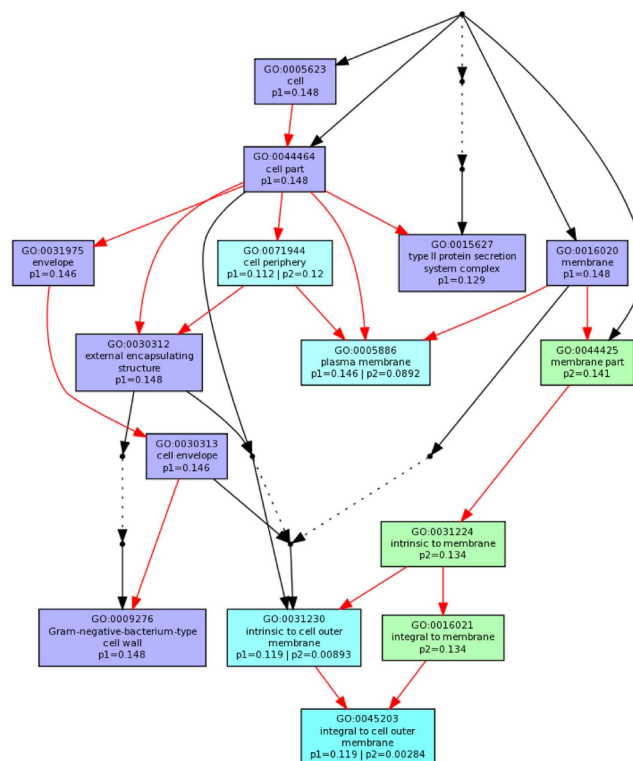 GO:0005623
cell
p1=0.148
GO:0044464
cell part
p1=0.148
GO:0031975
envelope
p1=0.146
GO:0071944
cell periphery
p1=0.112 | p2=0.12
GO:0015627
type II protein secretion
system complex
p1=0.129
GO:0016020
membrane
p1=0.148
GO:0030312
external encapsulating
structure
p1=0.148
GO:0005886
plasma membrane
p1=0.146 | p2=0.0892
GO:0044425
membrane part
p2=0.141
GO:0030313
cell envelope
p1=0.146
GO:0031224
intrinsic to membrane
p2=0.134
GO:0009276
Gram-negative-bacterium-type
cell wall
p1=0.148
GO:0031230
intrinsic to cell outer
membrane
p1=0.119 | p2=0.00893
GO:0016021
integral to membrane
p2=0.134
GO:0045203
integral to cell outer
membrane
p1=0.119 | p2=0.00284